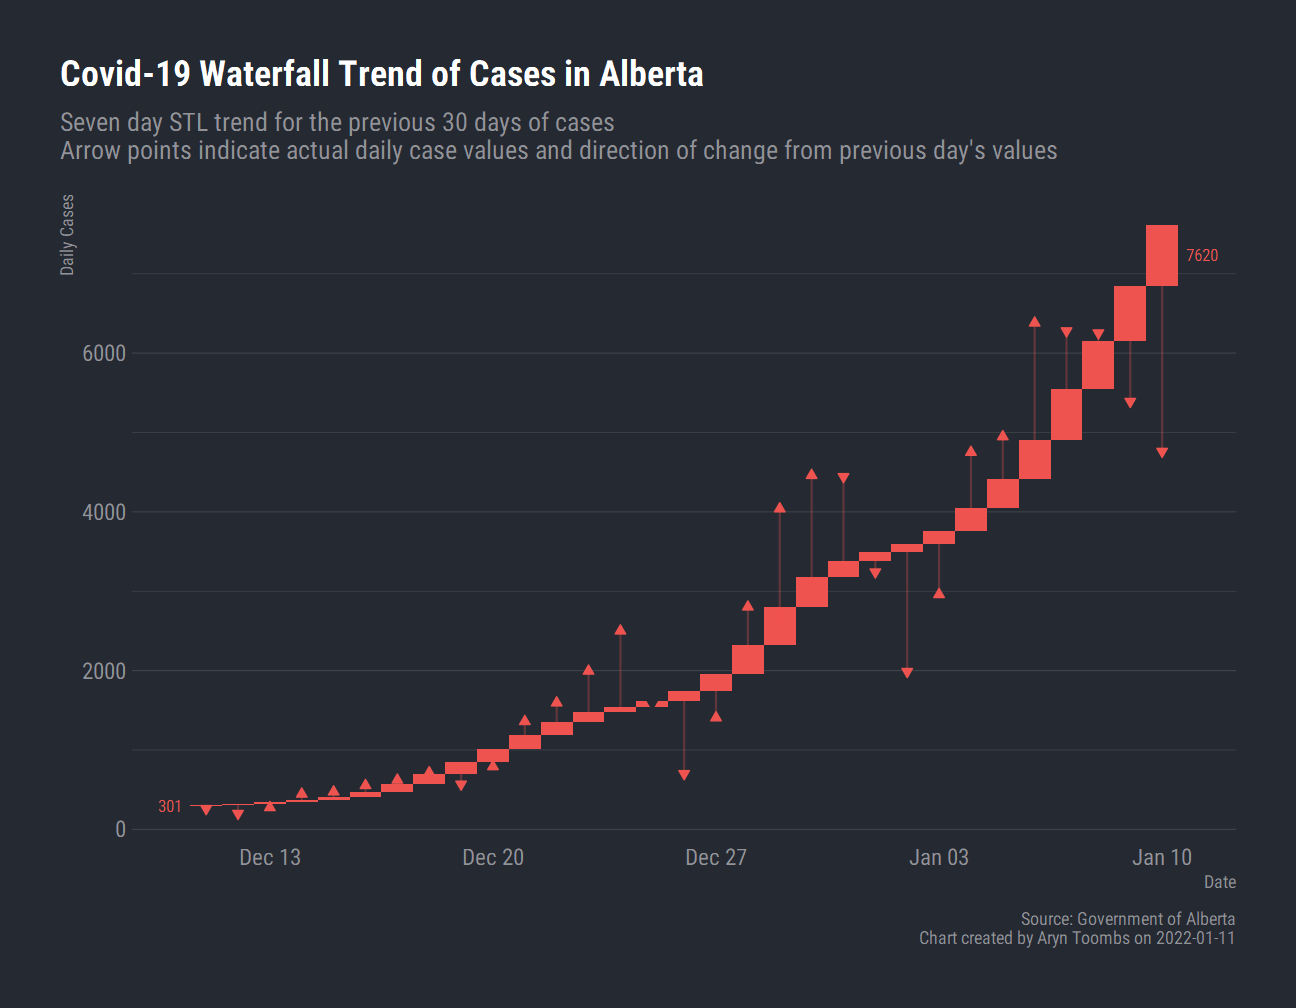 Covid-19 Waterfall Trend of Cases in Alberta
Seven day STL trend for the previous 30 days of cases
Arrow points indicate actual daily case values and direction of change from previous day's values
Daily Cases
7620
6000
4000
2000
301
0
Dec 13
Dec 20
Dec 27
Jan 03
Jan 10
Date
Source: Government of Alberta
Chart created by Aryn Toombs on 2022-01-11